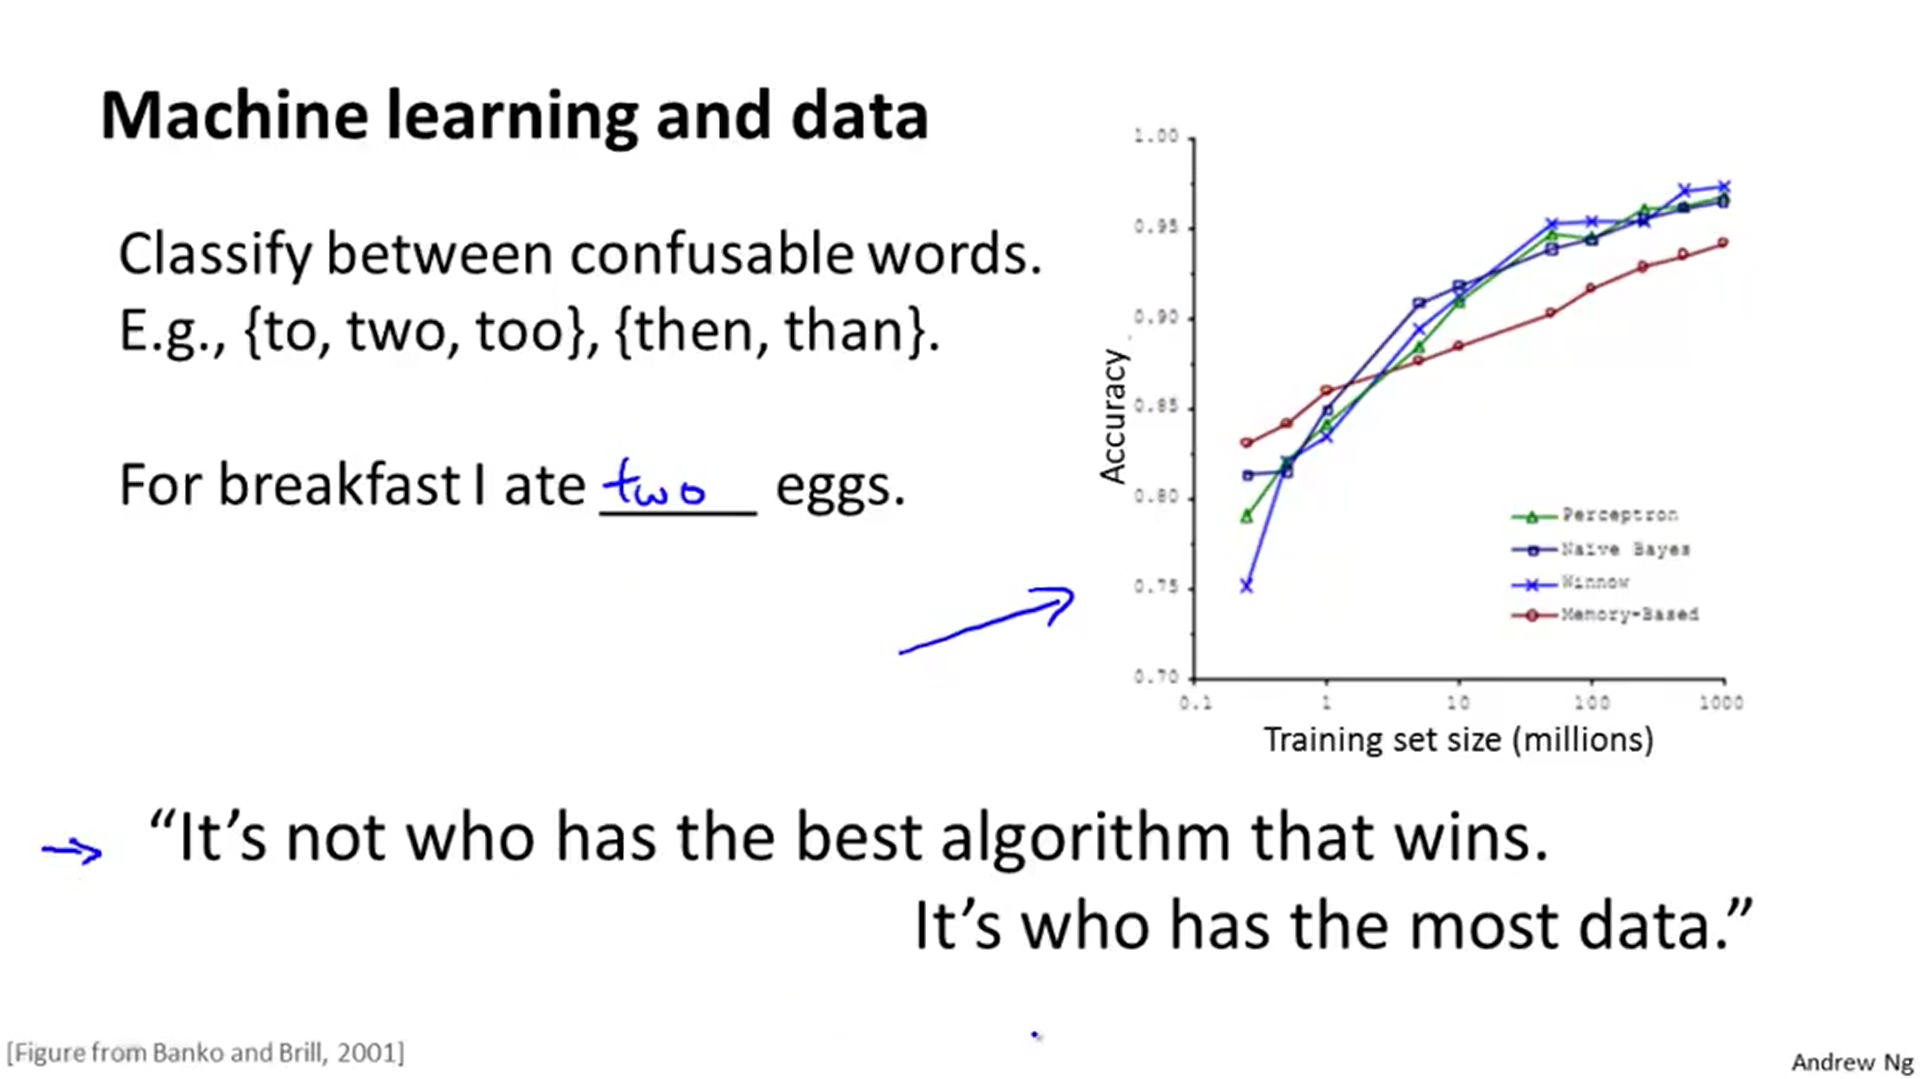 Machine learning and data
Classify between confusable words.
E.g., {to, two, too}, {then, than}.
For breakfast I ate two eggs.
1.00
0.95
0.90
0.85
0.80
0.75
0.70
Accuracy
0.1 1 10 100 1000
Training set size (millions)
Perceptron
Naive Bayes
Winnow
Memory-Based
“It’s not who has the best algorithm that wins.
It’s who has the most data.”
[Figure from Banko and Brill, 2001]
Andrew Ng